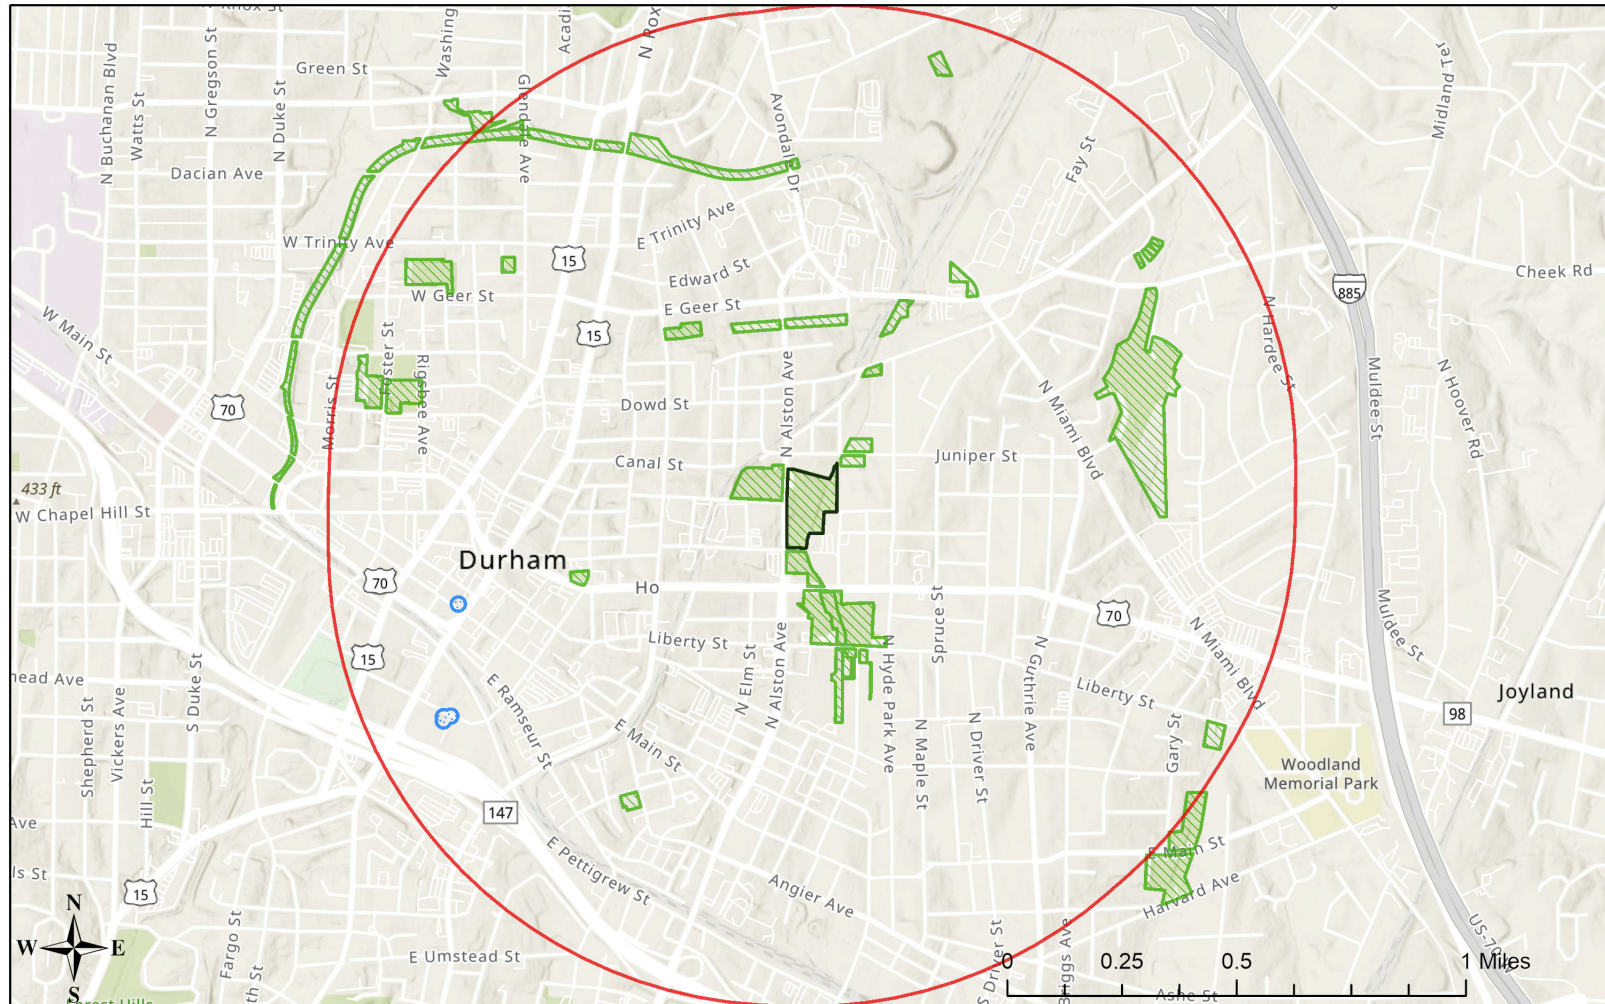 N Knox St
Green St
Washing
Acadi
N Rox
N Buchanan Blvd
Watts St
N Gregson St
N Duke St
Glendale Ave
Avondale Dr
Fay St
Midland Ter
Dacian Ave
W Trinity Ave
E Trinity Ave
15
Edward St
Cheek Rd
W Geer St
E Geer St
885
W Main St
15
N Hardee St
Foster St
Rigsbee Ave
Morris St
N Alston Ave
N Miami Blvd
Muldee St
N Hoover Rd
70
Dowd St
Canal St
Juniper St
433 ft
W Chapel Hill St
Durham
70
Ho
Spruce St
70
Muldee St
15
Liberty St
N Elm St
N Alston Ave
N Hyde Park Ave
N Guthrie Ave
N Miami Blvd
head Ave
Shepherd St
Vickers Ave
S Duke St
E Ramseur St
E Main St
N Maple St
N Driver St
Liberty St
Gary St
Joyland
98
Woodland
Memorial Park
Hill St
147
Ave
E Main St
ls St
E Pettigrew St
Angier Ave
Harvard Ave
15
N
W
E
S
Fargo St
th St
E Umstead St
S Driver St
Briggs Ave
US-70
0
0.25
0.5
1 Miles
Ashe St
Forest Hills